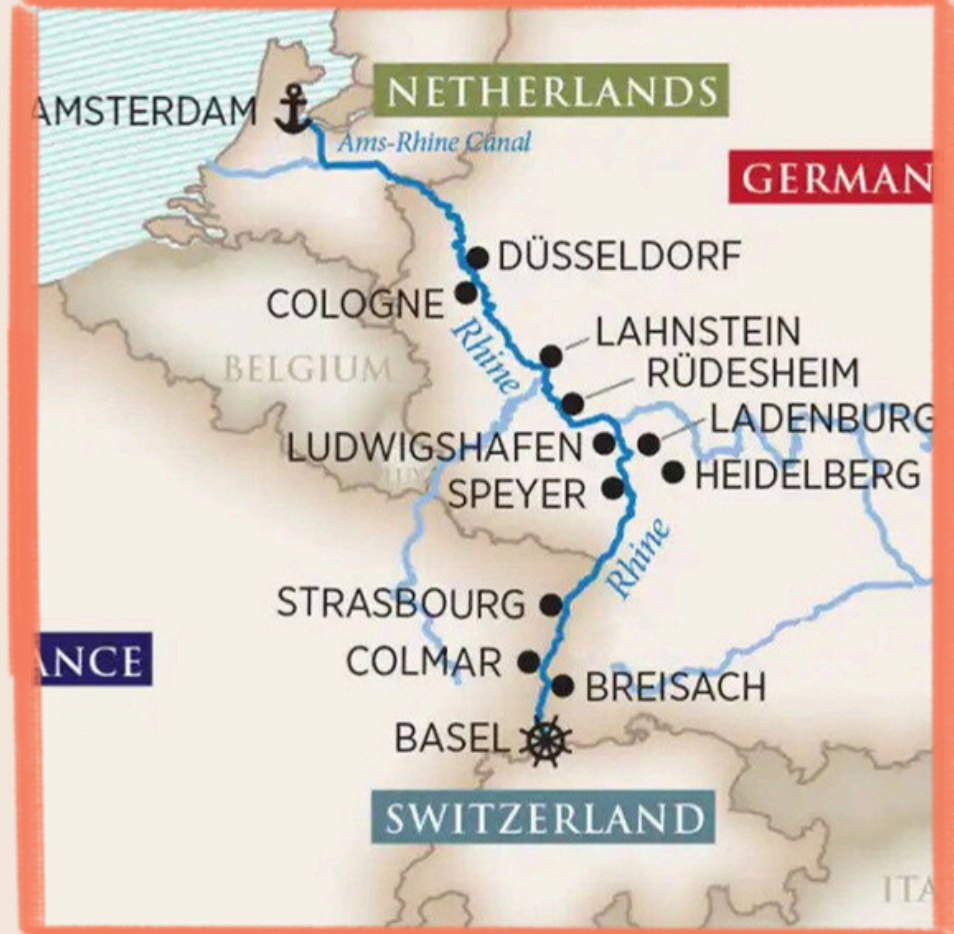 AMSTERDAM
NETHERLANDS
Ams-Rhine Canal
GERMAN
DÜSSELDORF
COLOGNE
LAHNSTEIN
Rhine
RÜDESHEIM
BELGIUM
LADENBURG
LUDWIGSHAFEN
HEIDELBERG
LUX
SPEYER
Rhine
STRASBOURG
ANCE
COLMAR
BREISACH
BASEL
SWITZERLAND
ITA